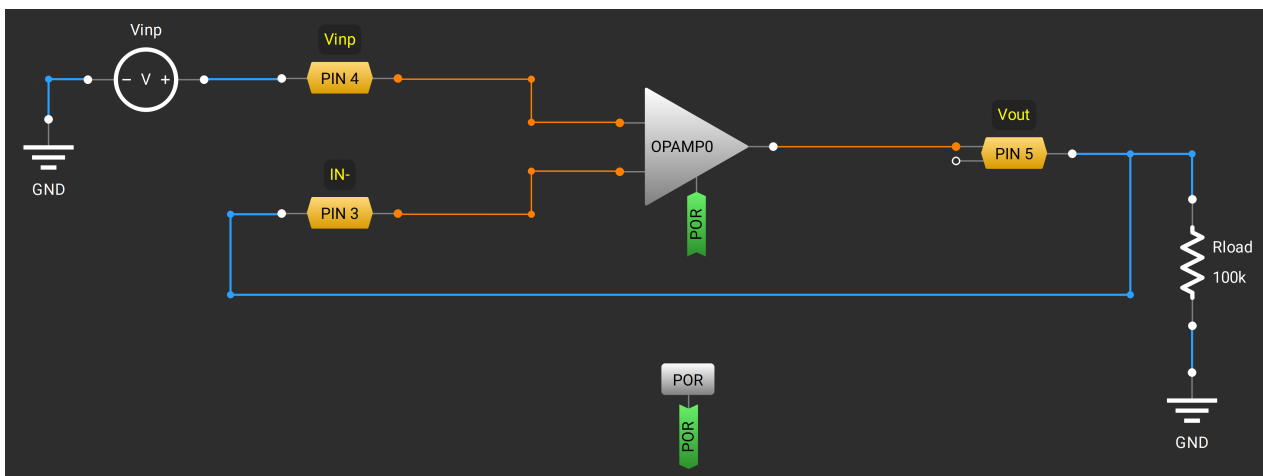 Vinp
Vinp
− V +
PIN 4
GND
OPAMP0
POR
Vout
PIN 5
IN-
PIN 3
Rload
100k
POR
POR
GND